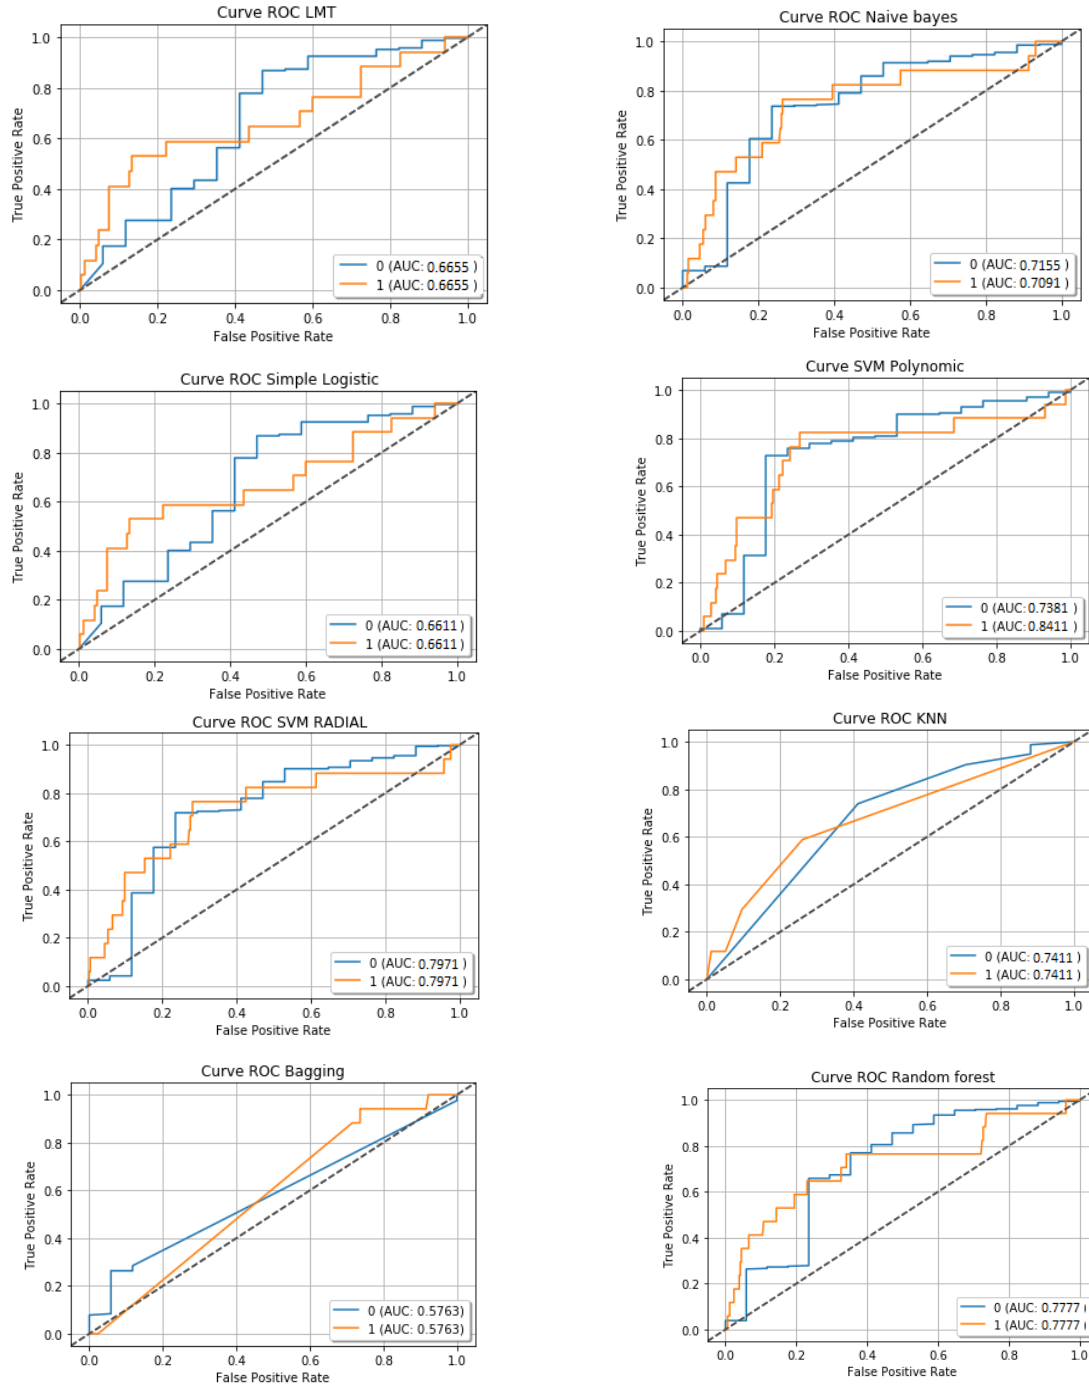 Curve ROC LMT
True Positive Rate
1.0
0.8
0.6
0.4
0.2
0.0
0 (AUC: 0.6655 )
1 (AUC: 0.6655 )
0.0 0.2 0.4 0.6 0.8 1.0
False Positive Rate
Curve ROC Naive bayes
True Positive Rate
1.0
0.8
0.6
0.4
0.2
0.0
0 (AUC: 0.7155 )
1 (AUC: 0.7091 )
0.0 0.2 0.4 0.6 0.8 1.0
False Positive Rate
Curve ROC Simple Logistic
True Positive Rate
1.0
0.8
0.6
0.4
0.2
0.0
0 (AUC: 0.6611 )
1 (AUC: 0.6611 )
0.0 0.2 0.4 0.6 0.8 1.0
False Positive Rate
Curve SVM Polynomic
True Positive Rate
1.0
0.8
0.6
0.4
0.2
0.0
0 (AUC: 0.7381 )
1 (AUC: 0.8411 )
0.0 0.2 0.4 0.6 0.8 1.0
False Positive Rate
Curve ROC SVM RADIAL
True Positive Rate
1.0
0.8
0.6
0.4
0.2
0.0
0 (AUC: 0.7971 )
1 (AUC: 0.7971 )
0.0 0.2 0.4 0.6 0.8 1.0
False Positive Rate
Curve ROC KNN
True Positive Rate
1.0
0.8
0.6
0.4
0.2
0.0
0 (AUC: 0.7411 )
1 (AUC: 0.7411 )
0.0 0.2 0.4 0.6 0.8 1.0
False Positive Rate
Curve ROC Bagging
True Positive Rate
1.0
0.8
0.6
0.4
0.2
0.0
0 (AUC: 0.5763)
1 (AUC: 0.5763)
0.0 0.2 0.4 0.6 0.8 1.0
False Positive Rate
Curve ROC Random forest
True Positive Rate
1.0
0.8
0.6
0.4
0.2
0.0
0 (AUC: 0.7777 )
1 (AUC: 0.7777 )
0.0 0.2 0.4 0.6 0.8 1.0
False Positive Rate